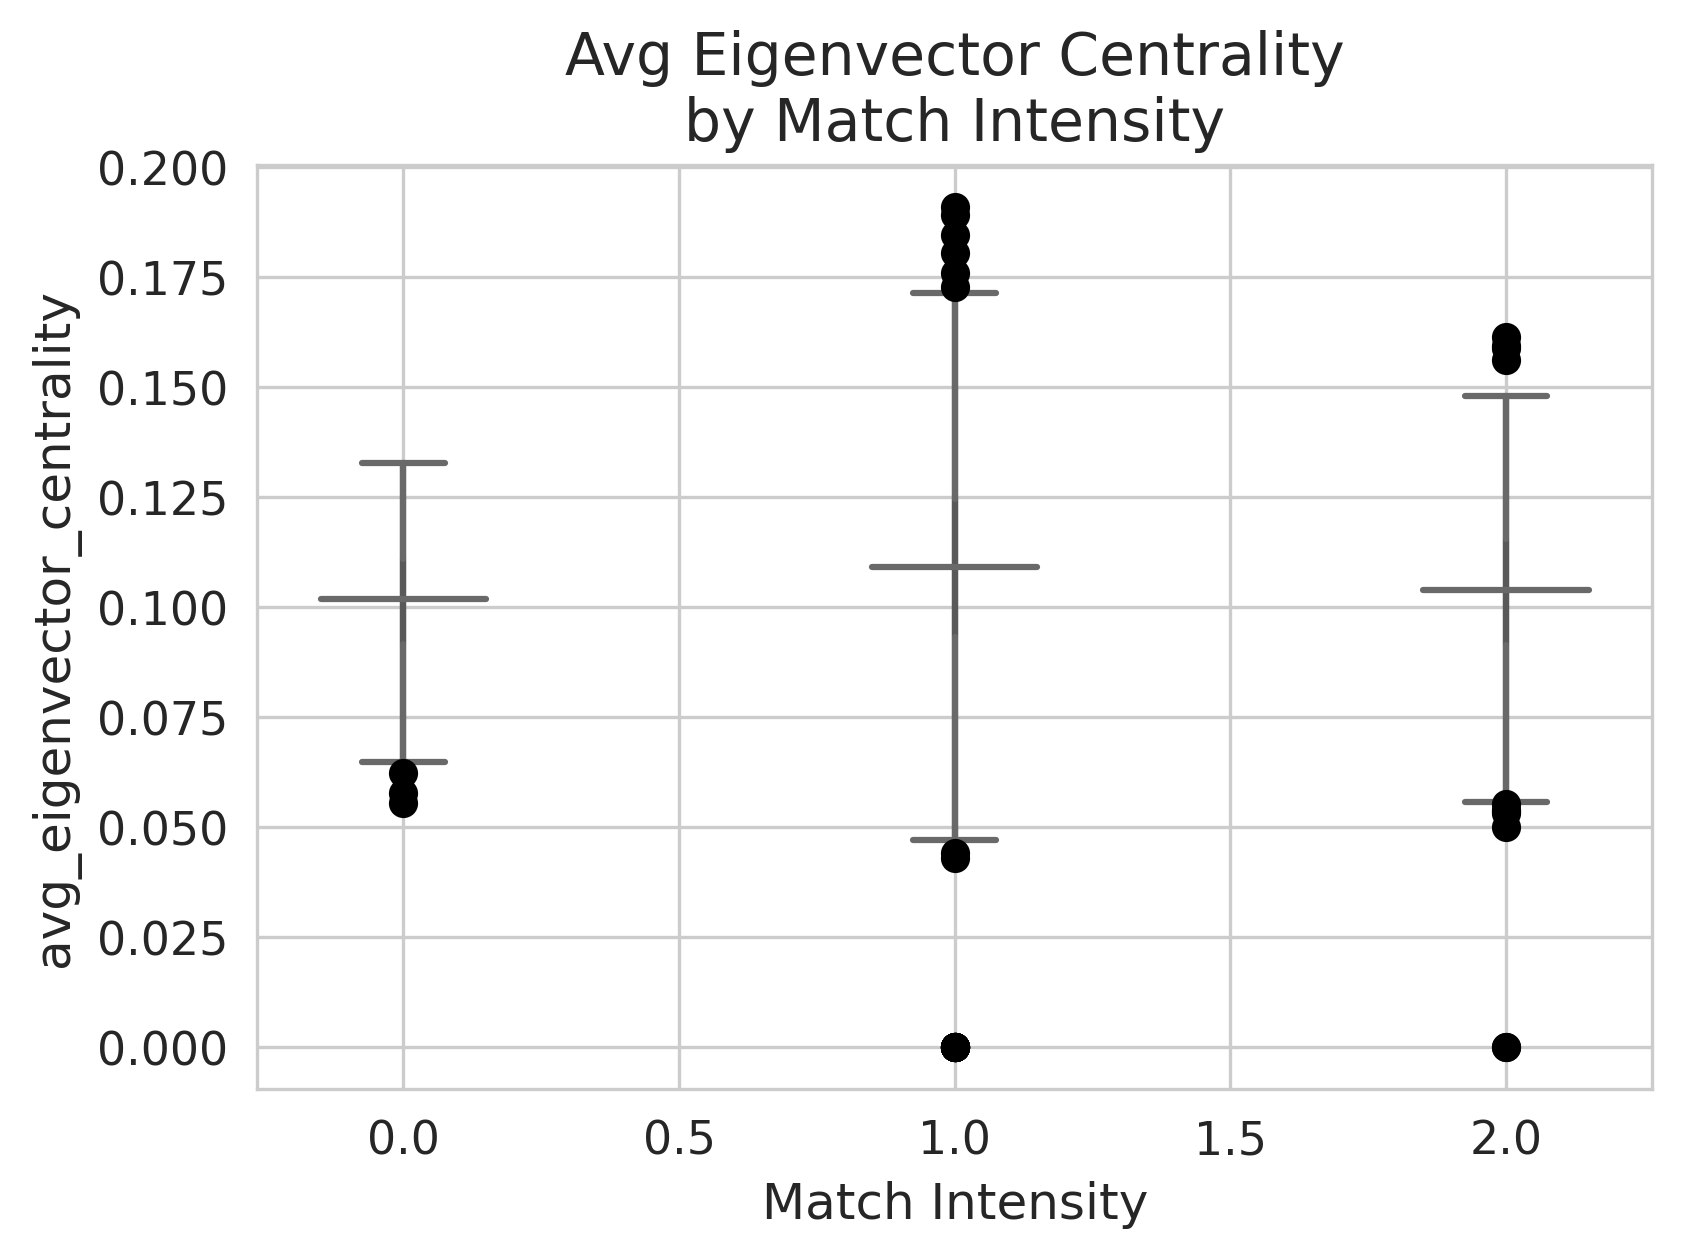 Avg Eigenvector Centrality
by Match Intensity
avg_eigenvector_centrality
0.200
0.175
0.150
0.125
0.100
0.075
0.050
0.025
0.000
0.0 0.5 1.0 1.5 2.0
Match Intensity